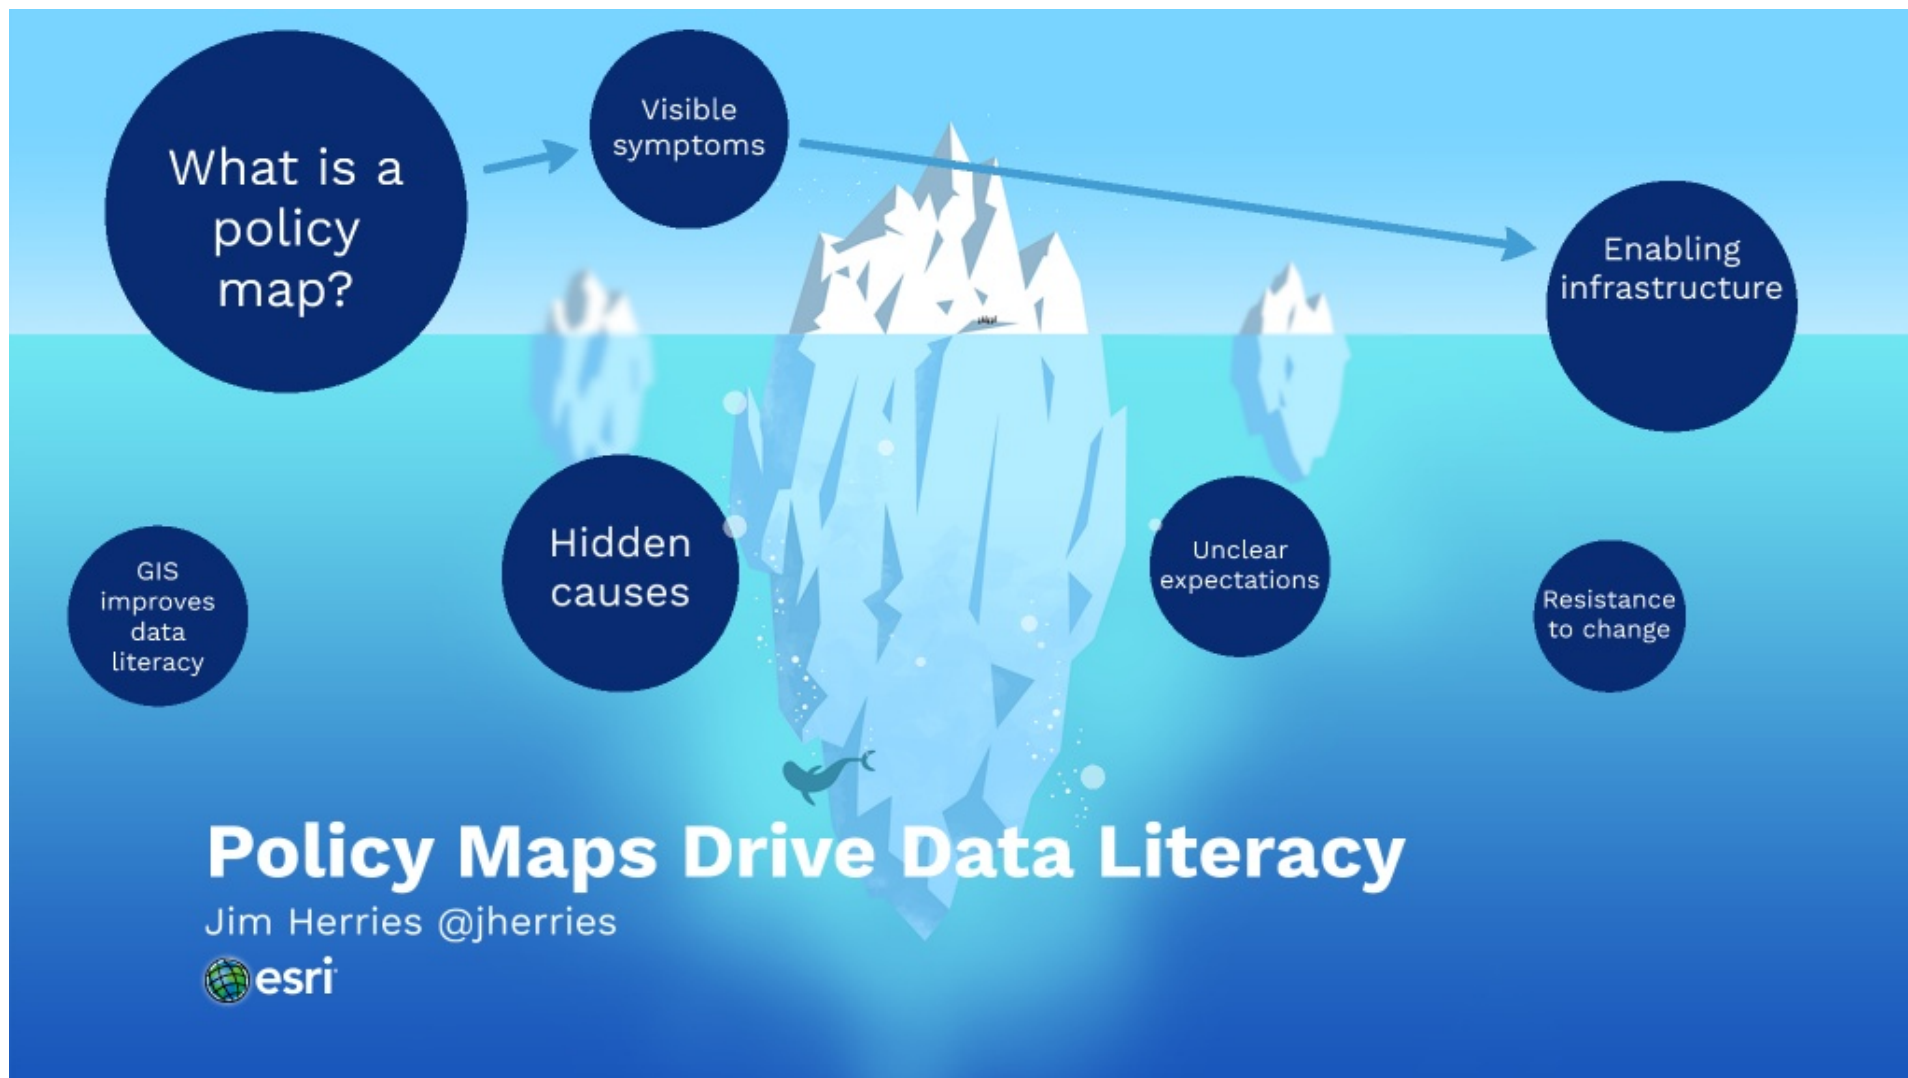 What is a
policy
map?
Visible
symptoms
Enabling
infrastructure
Hidden
causes
Unclear
expectations
GIS
improves
data
literacy
Resistance
to change
Policy Maps Drive Data Literacy
Jim Herries @jherries
esri